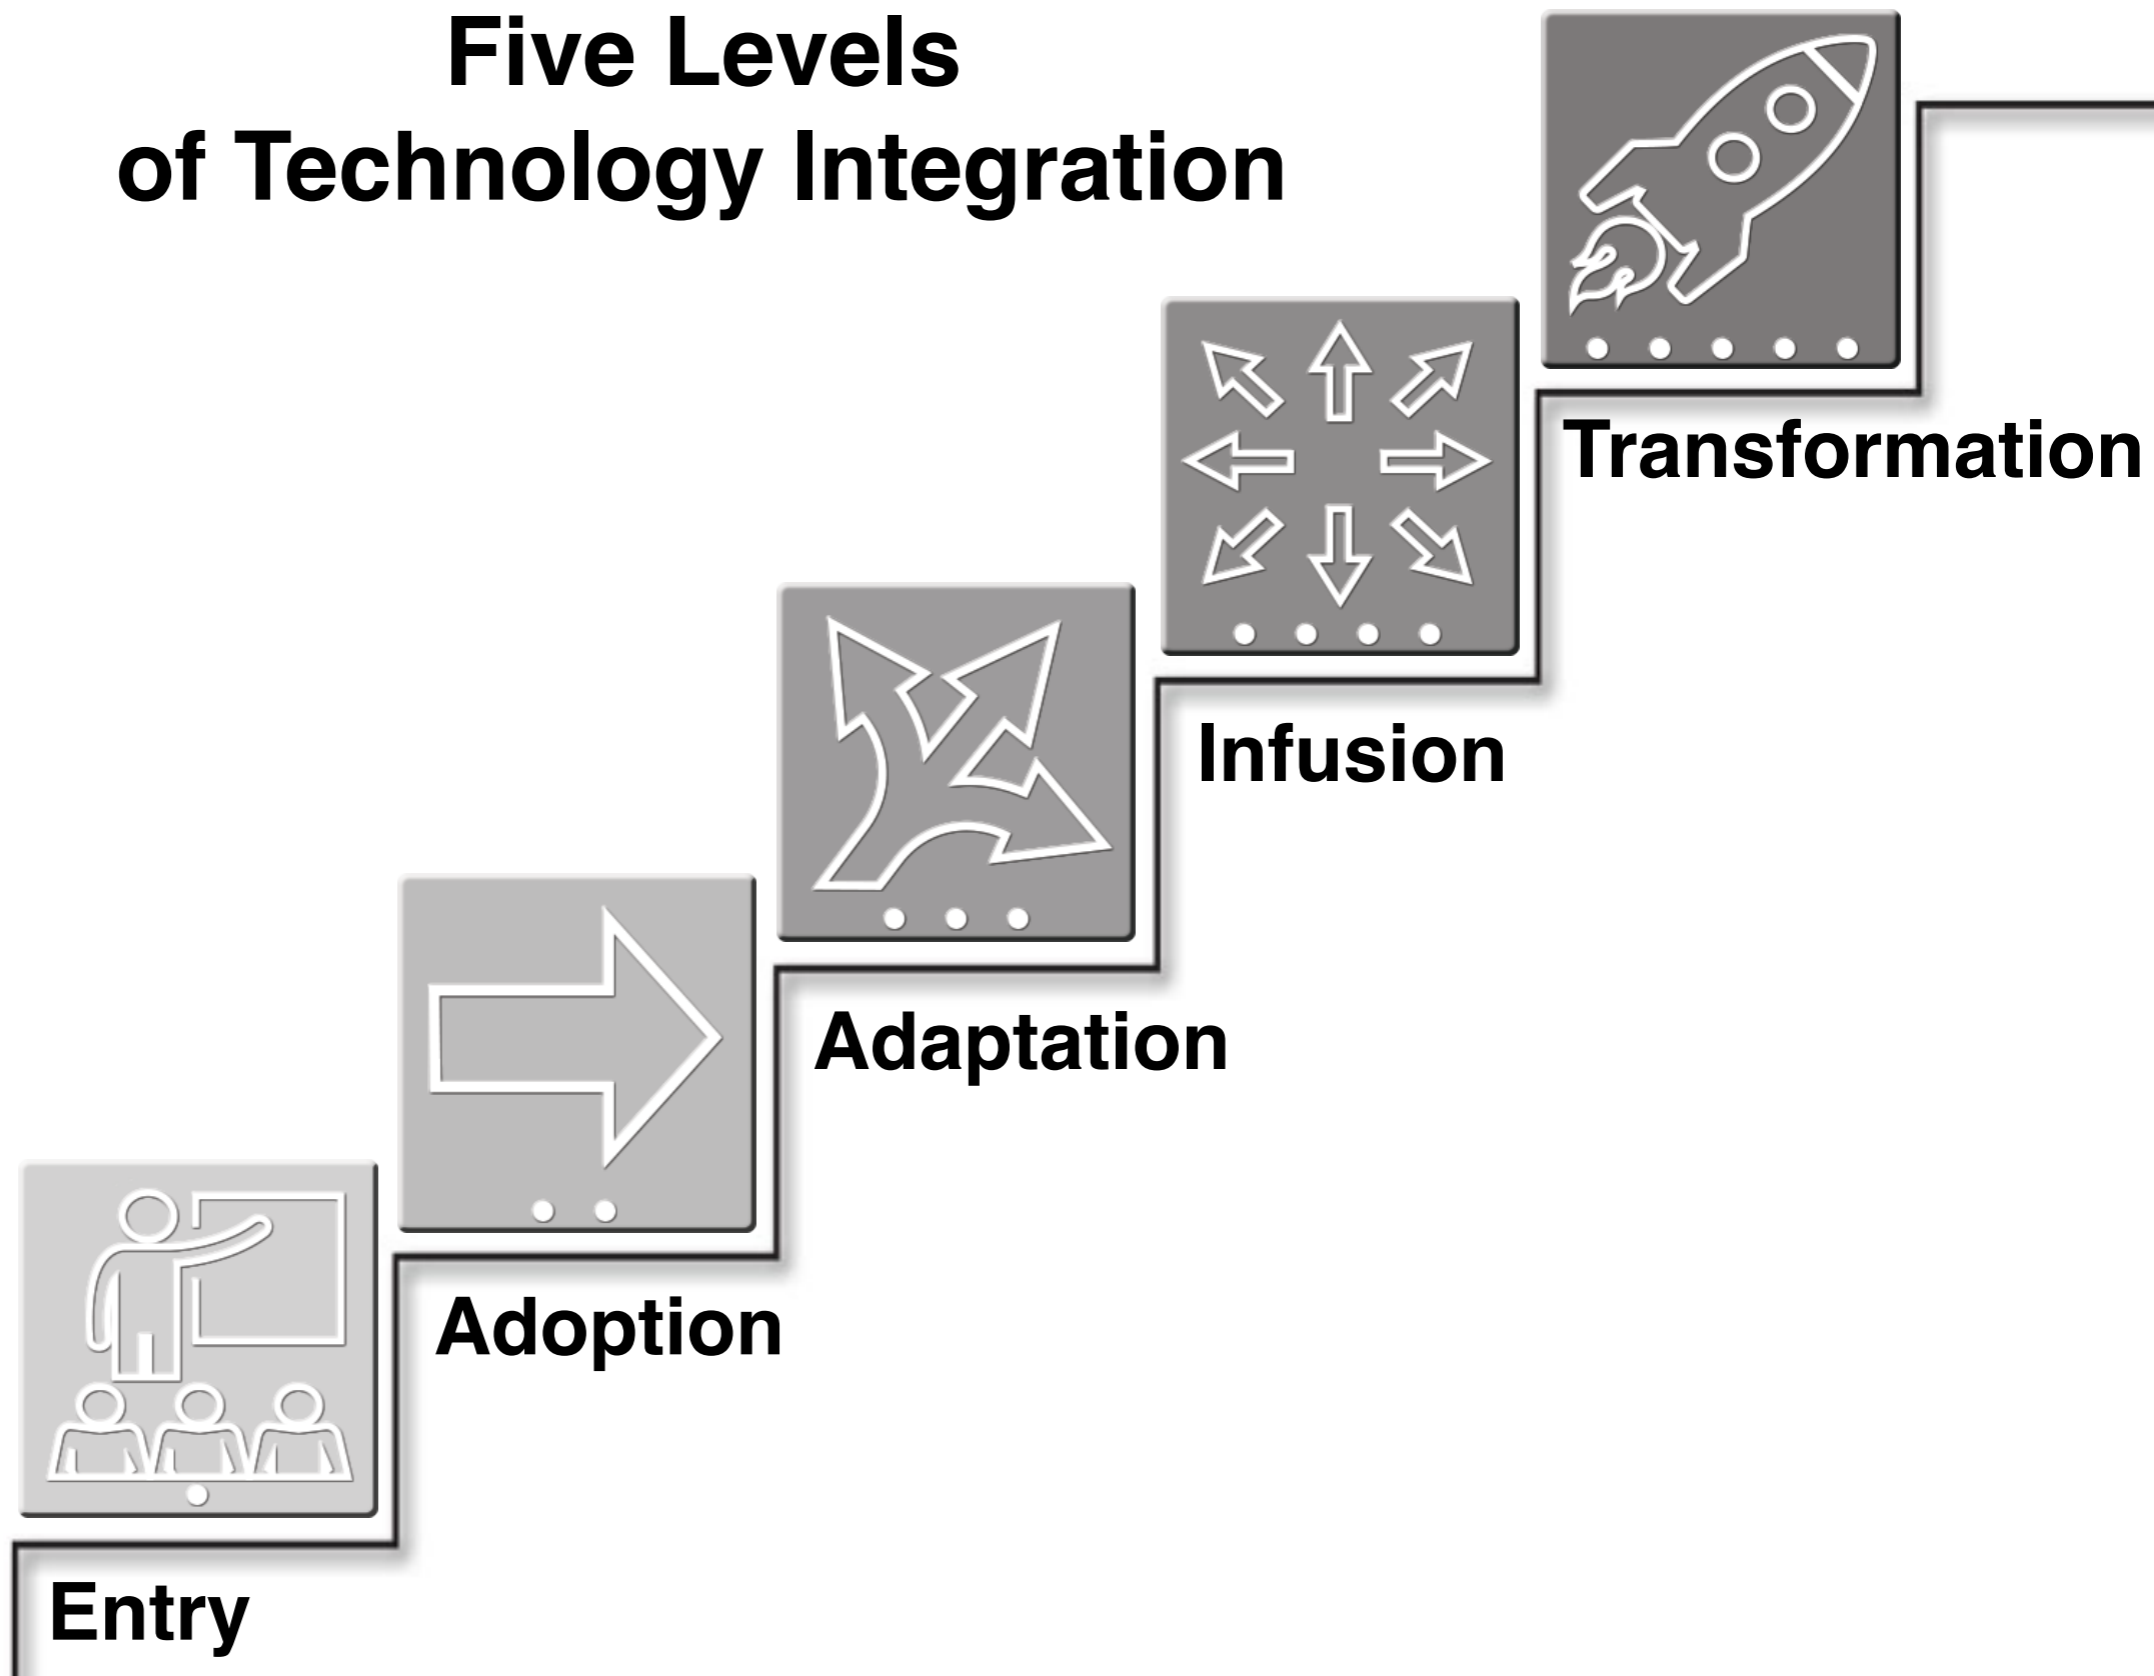 Five Levels
of Technology Integration
Transformation
Infusion
Adaptation
Adoption
Entry